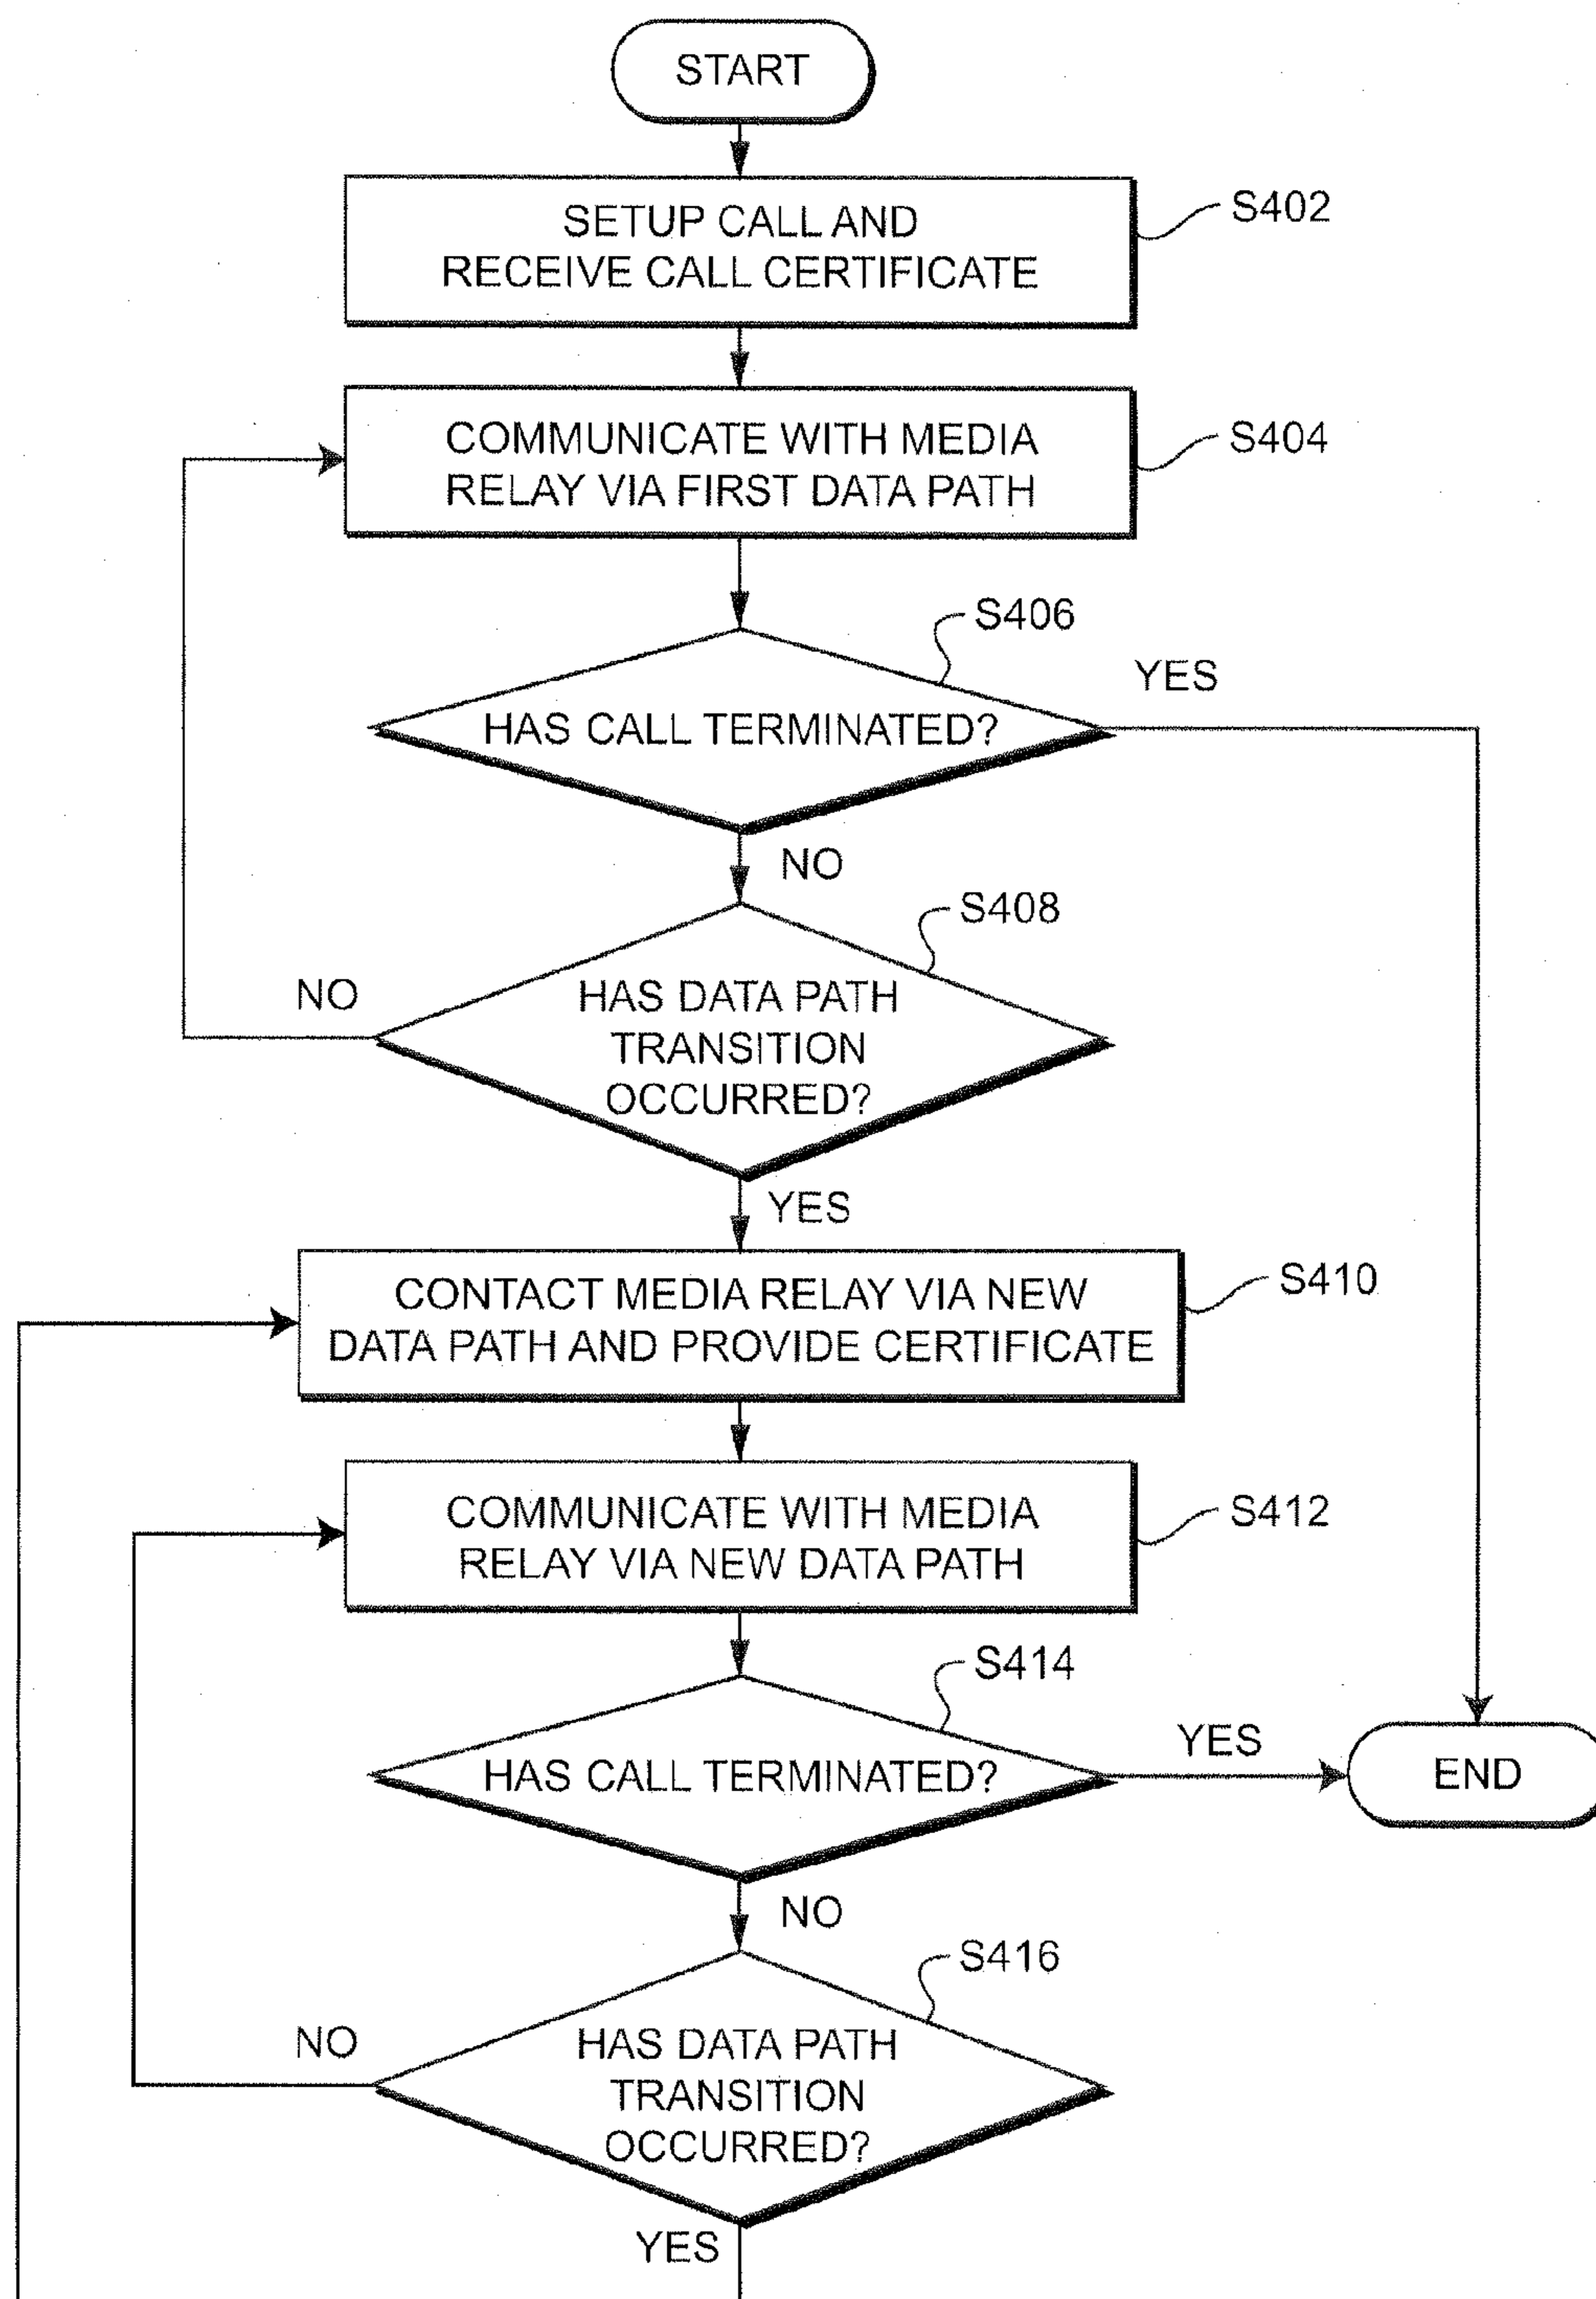 START
SETUP CALL AND
RECEIVE CALL CERTIFICATE
S402
COMMUNICATE WITH MEDIA
RELAY VIA FIRST DATA PATH
S404
S406
HAS CALL TERMINATED?
YES
NO
S408
HAS DATA PATH
TRANSITION
OCCURRED?
NO
YES
CONTACT MEDIA RELAY VIA NEW
DATA PATH AND PROVIDE CERTIFICATE
S410
COMMUNICATE WITH MEDIA
RELAY VIA NEW DATA PATH
S412
S414
HAS CALL TERMINATED?
YES
END
NO
S416
HAS DATA PATH
TRANSITION
OCCURRED?
NO
YES